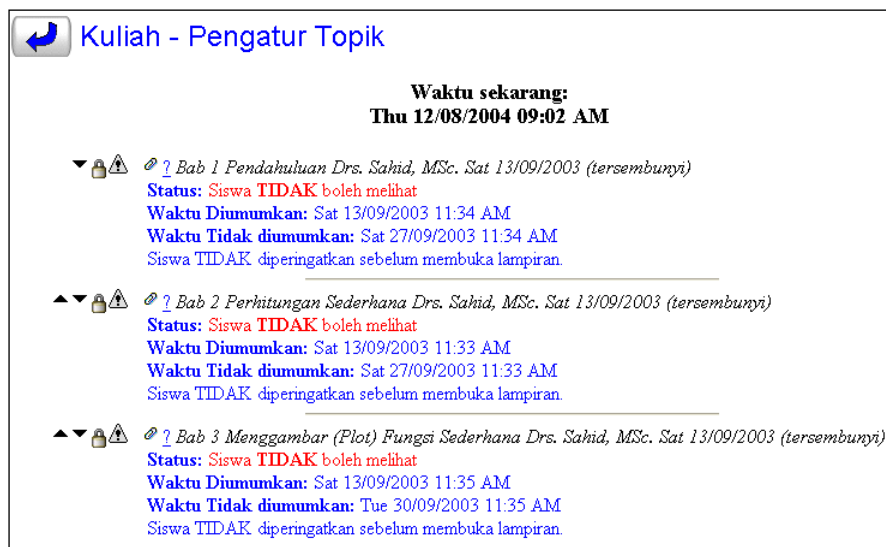 Kuliah - Pengatur Topik
Waktu sekarang:
Thu 12/08/2004 09:02 AM
? Bab 1 Pendahuluan Drs. Sahid, MSc. Sat 13/09/2003 (tersembunyi)
Status: Siswa TIDAK boleh melihat
Waktu Diumumkan: Sat 13/09/2003 11:34 AM
Waktu Tidak diumumkan: Sat 27/09/2003 11:34 AM
Siswa TIDAK diperingatkan sebelum membuka lampiran.
? Bab 2 Perhitungan Sederhana Drs. Sahid, MSc. Sat 13/09/2003 (tersembunyi)
Status: Siswa TIDAK boleh melihat
Waktu Diumumkan: Sat 13/09/2003 11:33 AM
Waktu Tidak diumumkan: Sat 27/09/2003 11:33 AM
Siswa TIDAK diperingatkan sebelum membuka lampiran.
? Bab 3 Menggambar (Plot) Fungsi Sederhana Drs. Sahid, MSc. Sat 13/09/2003 (tersembunyi)
Status: Siswa TIDAK boleh melihat
Waktu Diumumkan: Sat 13/09/2003 11:35 AM
Waktu Tidak diumumkan: Tue 30/09/2003 11:35 AM
Siswa TIDAK diperingatkan sebelum membuka lampiran.